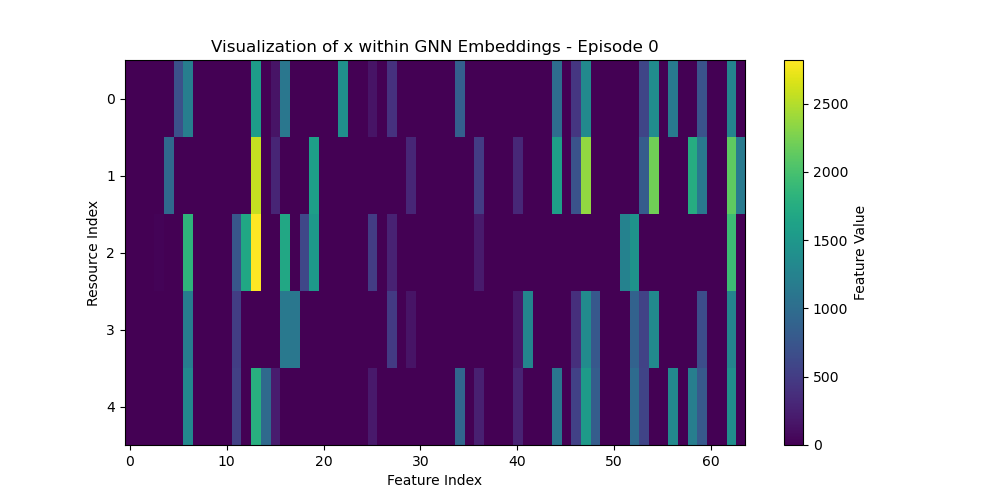 Visualization of x within GNN Embeddings - Episode 0
Resource Index
0
1
2
3
4
0 10 20 30 40 50 60
Feature Index
2500
2000
1500
1000
500
0
Feature Value